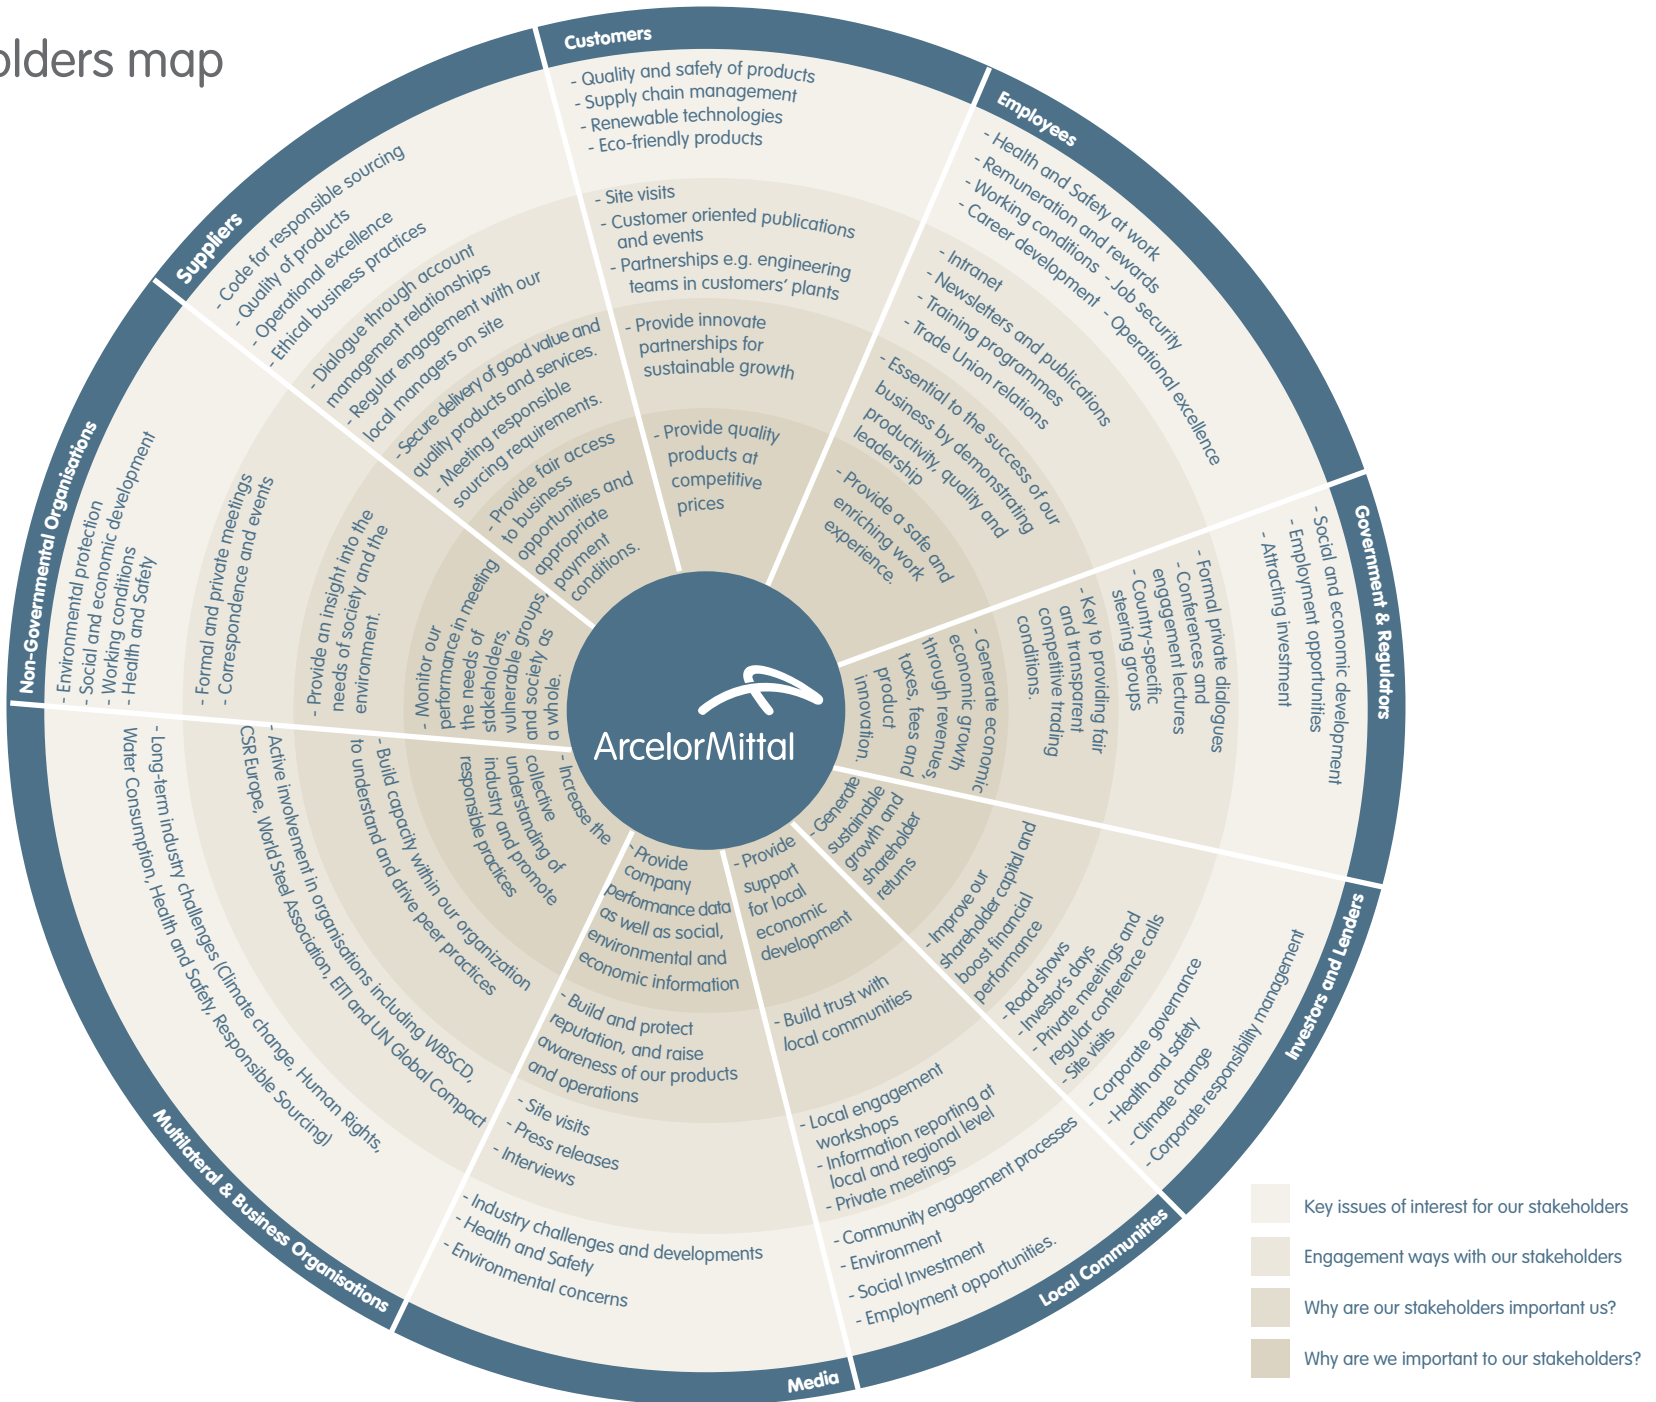 olders map
Customers
- Quality and safety of products
- Supply chain management
- Renewable technologies
- Eco-friendly products
- Site visits
- Customer oriented publications
and events
- Partnerships e.g. engineering
teams in customers' plants
- Provide innovate
partnerships for
sustainable growth
- Provide quality
products at
competitive
prices
Employees
- Health and Safety at work
- Remuneration and rewards
- Working conditions - Job security
- Career development - Operational excellence
- Intranet
- Newsletters and publications
- Training programmes
- Trade Union relations
- Essential to the success of our
business by demonstrating
productivity, quality and
leadership
- Provide a safe and
enriching work
experience.
Government & Regulators
- Social and economic development
- Employment opportunities
- Attracting investment
- Formal private dialogues
- Conferences and
engagement lectures
- Country-specific
steering groups
- Key to providing fair
and transparent
competitive trading
conditions.
- Generate economic
economic growth
through revenues,
taxes, fees and
product
innovation.
Investors and Lenders
- Corporate governance
- Health and safety
- Climate change
- Corporate responsibility management
- Road shows
- Investor's days
- Private meetings and
regular conference calls
- Site visits
- Improve our
shareholder capital and
boost financial
performance
- Generate
sustainable
growth and
shareholder
returns
Local Communities
- Community engagement processes
- Environment
- Social Investment
- Employment opportunities.
- Local engagement
workshops
- Information reporting at
local and regional level
- Private meetings
- Build trust with
local communities
- Provide
support
for local
economic
development
Media
- Industry challenges and developments
- Health and Safety
- Environmental concerns
- Site visits
- Press releases
- Interviews
- Build and protect
reputation, and raise
awareness of our products
and operations
- Provide
company
performance data
as well as social,
environmental and
economic information
Multilateral & Business Organisations
- Long-term industry challenges (Climate change, Human Rights,
Water Consumption, Health and Safety, Responsible Sourcing)
- Active involvement in organisations including WBSCD,
CSR Europe, World Steel Association, EITI and UN Global Compact
- Build capacity within our organization
to understand and drive peer practices
- Increase the
collective
understanding of
industry and promote
responsible practices
Non-Governmental Organisations
- Environmental protection
- Social and economic development
- Working conditions
- Health and Safety
- Formal and private meetings
- Correspondence and events
- Provide an insight into the
needs of society and the
environment.
- Monitor our
performance in meeting
the needs of
stakeholders,
vulnerable groups,
and society as
a whole.
Suppliers
- Code for responsible sourcing
- Quality of products
- Operational excellence
- Ethical business practices
- Dialogue through account
management relationships
- Regular engagement with our
local managers on site
- Secure delivery of good value and
quality products and services.
- Meeting responsible
sourcing requirements.
- Provide fair access
to business
opportunities and
appropriate
payment
conditions.
ArcelorMittal
Key issues of interest for our stakeholders
Engagement ways with our stakeholders
Why are our stakeholders important us?
Why are we important to our stakeholders?